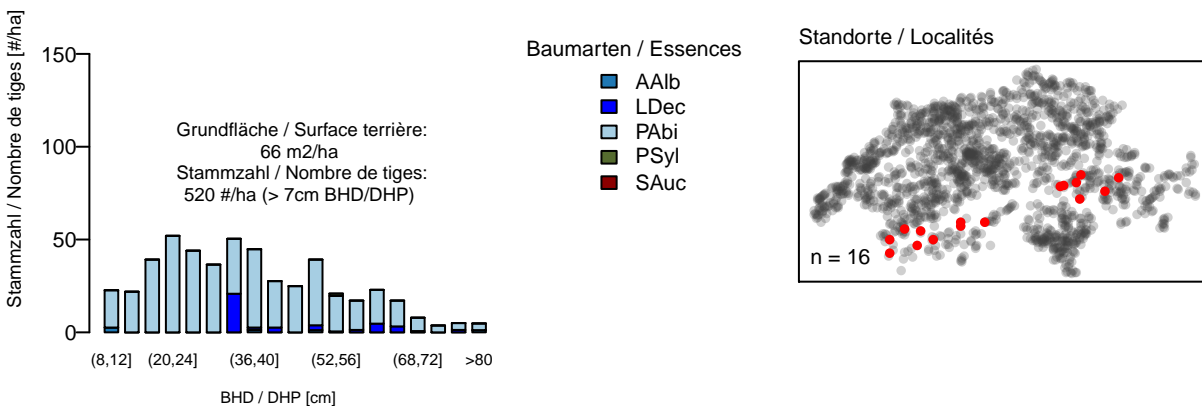 Stammzahl / Nombre de tiges [#/ha]
150
100
50
0
Grundfläche / Surface terrière:
66 m2/ha
Stammzahl / Nombre de tiges:
520 #/ha (> 7cm BHD/DHP)
(8,12]
(20,24]
(36,40]
(52,56]
(68,72]
>80
BHD / DHP [cm]
Baumarten / Essences
AAlb
LDec
PAbi
PSyl
SAuc
Standorte / Localités
n = 16